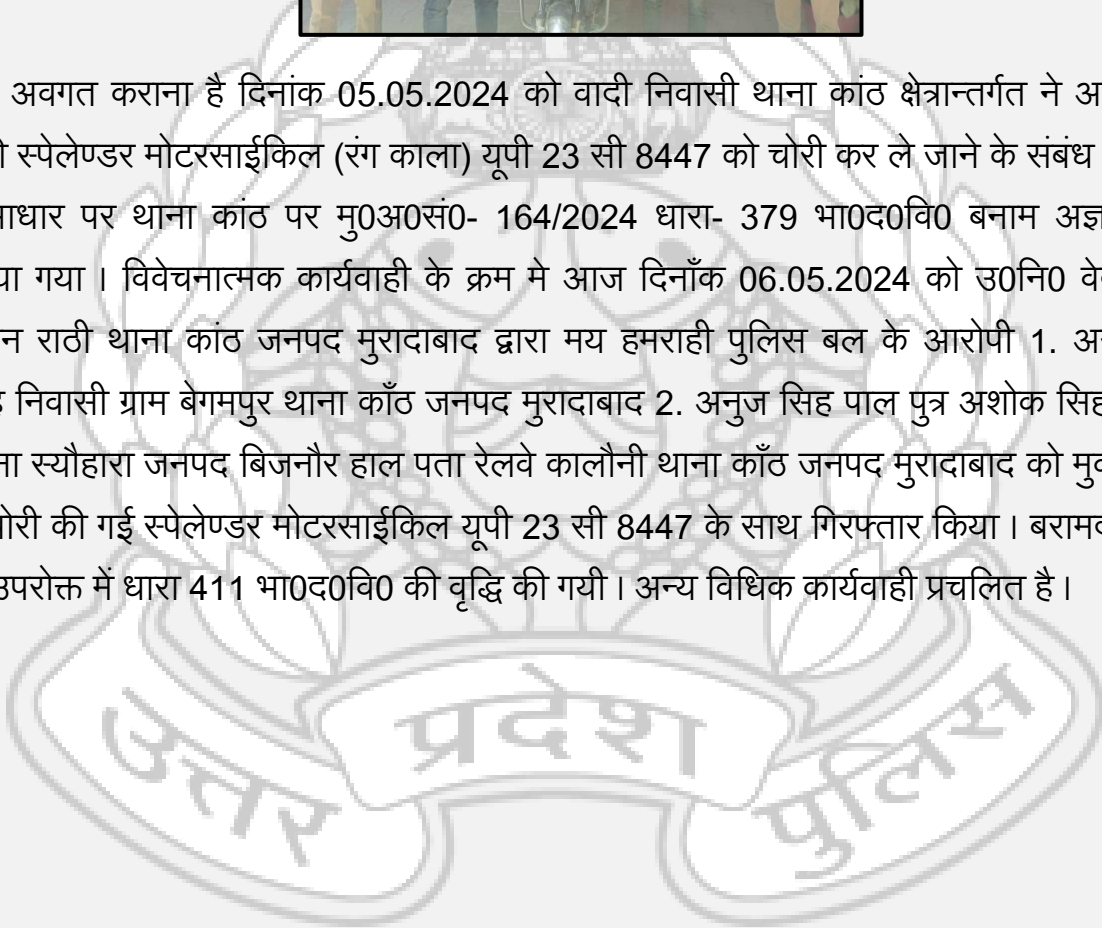 अवगत कराना है दिनांक 05.05.2024 को वादी निवासी थाना कांठ क्षेत्रान्तर्गत ने
स्पेलेण्डर मोटरसाईकिल (रंग काला) यूपी 23 सी 8447 को चोरी कर ले जाने के संबंध
पर थाना कांठ पर मु0अ0सं0- 164/2024 धारा- 379 भा0द0वि0 बनाम
गया । विवेचनात्मक कार्यवाही के क्रम मे आज दिनाँक 06.05.2024 को उ0नि0
राठी थाना कांठ जनपद मुरादाबाद द्वारा मय हमराही पुलिस बल के आरोपी 1.
निवासी ग्राम बेगमपुर थाना काँठ जनपद मुरादाबाद 2. अनुज सिह पाल पुत्र अशोक सिह
स्यौहारा जनपद बिजनौर हाल पता रेलवे कालौनी थाना काँठ जनपद मुरादाबाद को
की गई स्पेलेण्डर मोटरसाईकिल यूपी 23 सी 8447 के साथ गिरफ्तार किया ।
उपरोक्त में धारा 411 भा0द0वि0 की वृद्धि की गयी । अन्य विधिक कार्यवाही प्रचलित है ।
उत्तर प्रदेश पुलिस